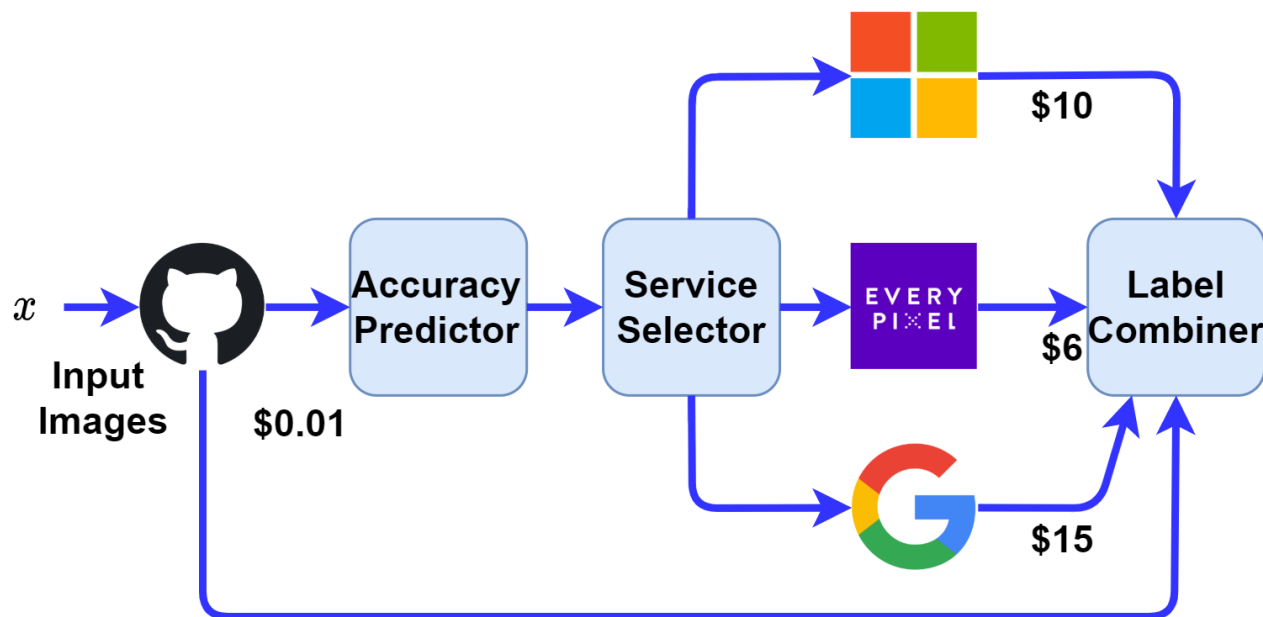 $10
Accuracy
Predictor
Service
Selector
EVERY
PIXEL
Label
Combiner
x
$6
Input
Images
$0.01
$15